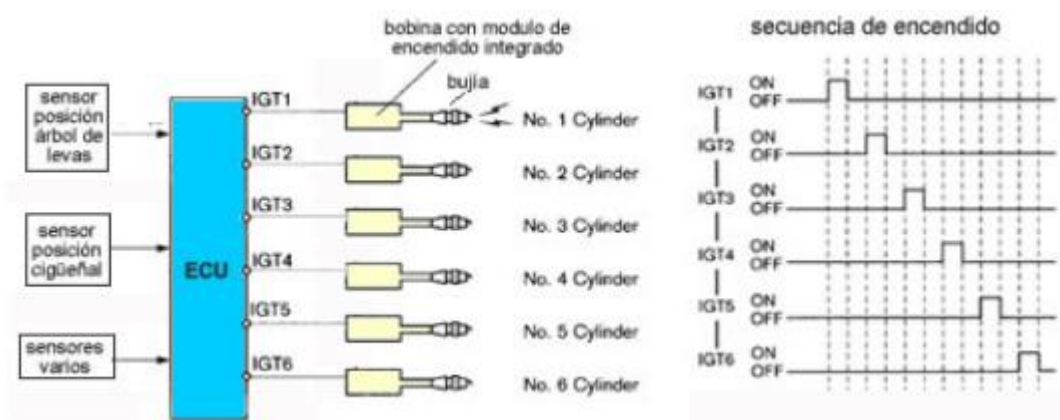 bobina con modulo de
encendido integrado
bujía
sensor
posición
árbol de
levas
sensor
posición
cigüeñal
sensores
varios
ECU
IGT1
IGT2
IGT3
IGT4
IGT5
IGT6
No. 1 Cylinder
No. 2 Cylinder
No. 3 Cylinder
No. 4 Cylinder
No. 5 Cylinder
No. 6 Cylinder
secuencia de encendido
IGT1 ON
OFF
IGT2 ON
OFF
IGT3 ON
OFF
IGT4 ON
OFF
IGT5 ON
OFF
IGT6 ON
OFF